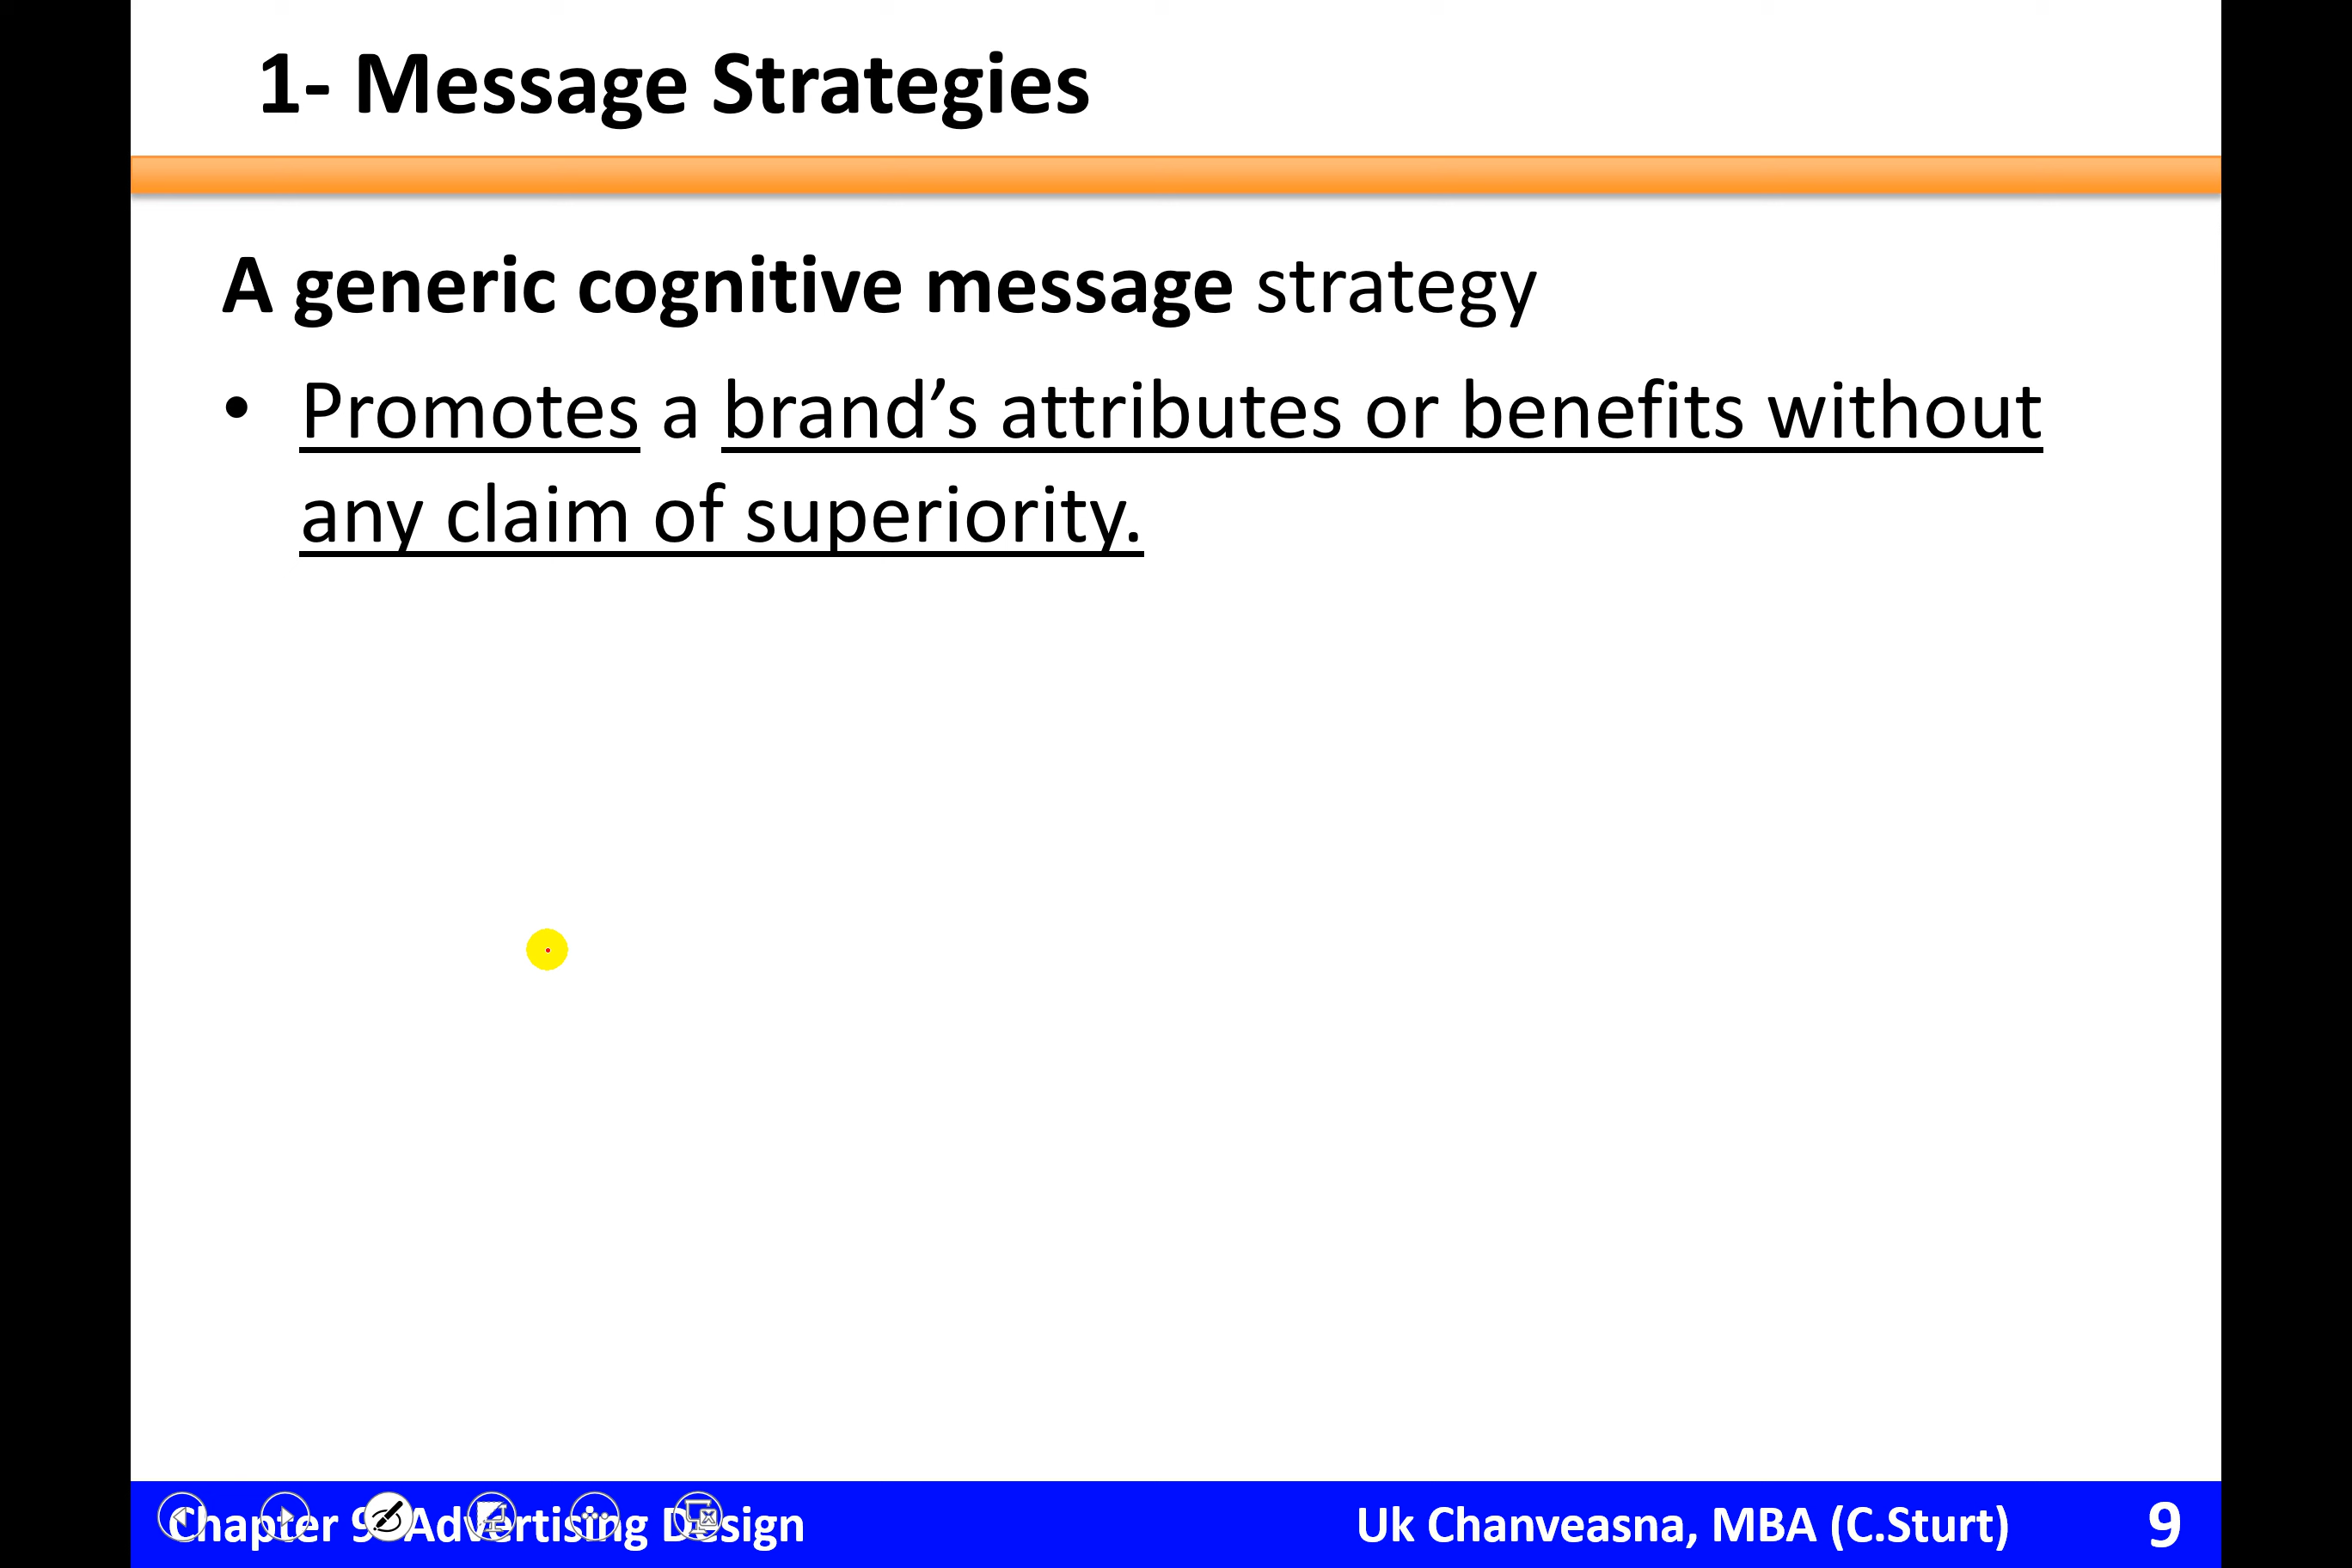 1- Message Strategies
A generic cognitive message strategy
• Promotes a brand’s attributes or benefits without
any claim of superiority.
Chapter 9 Advertising Design
Uk Chanveasna, MBA (C.Sturt)
9